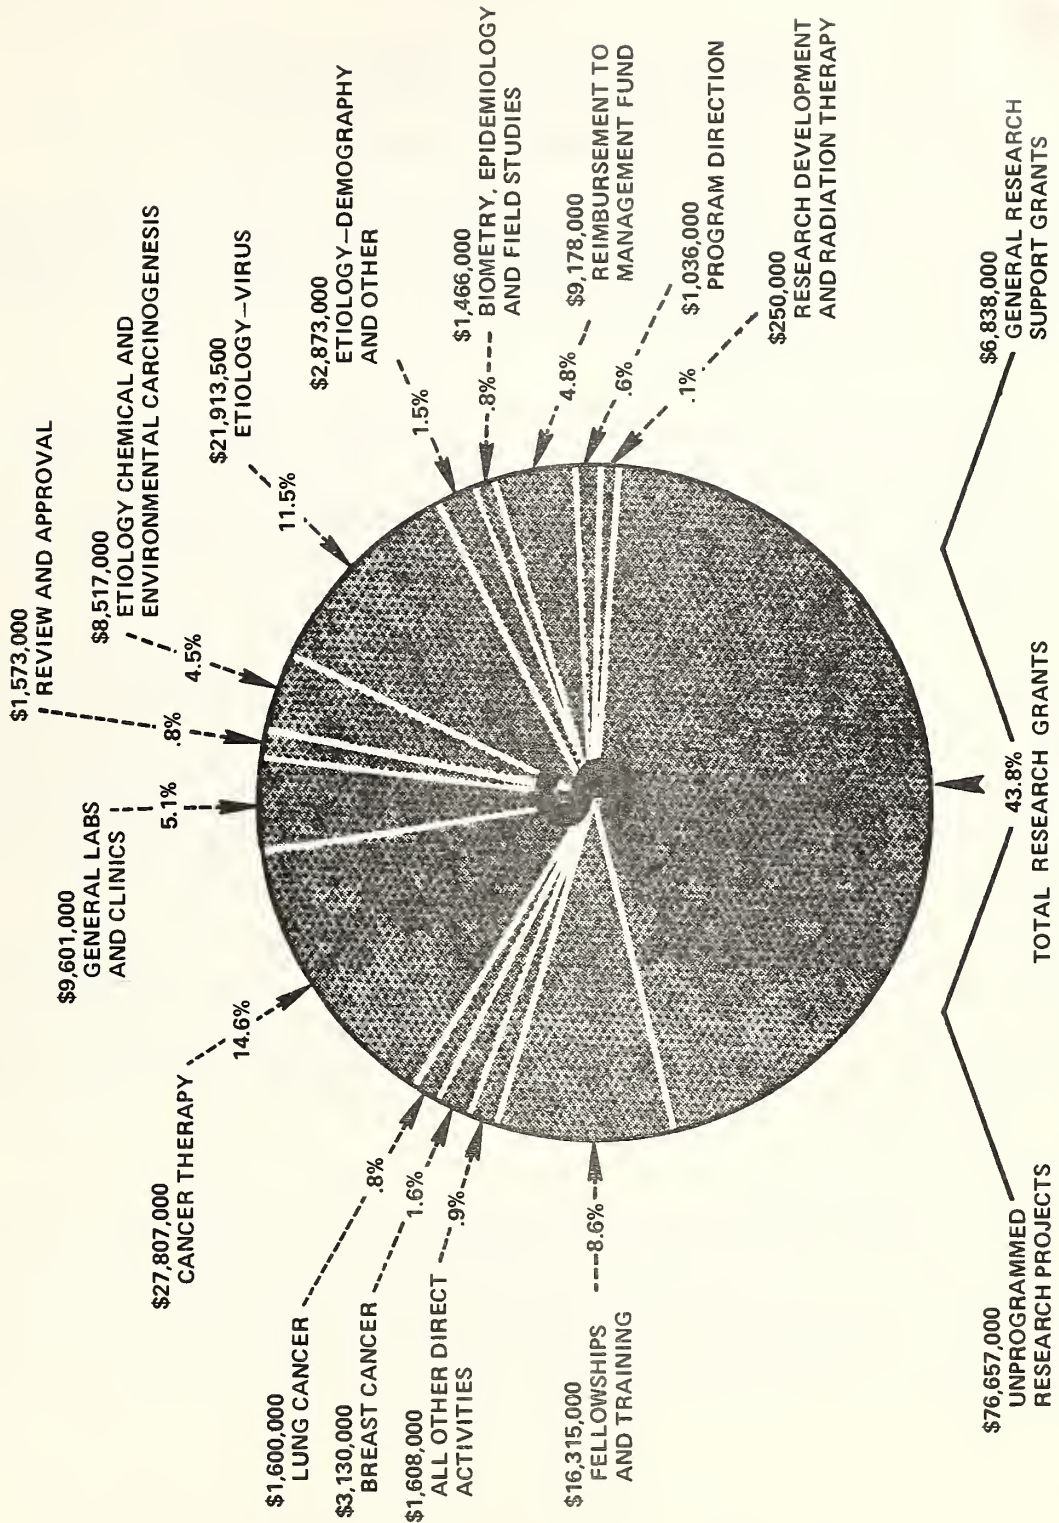 $1,573,000
REVIEW AND APPROVAL
.8%
$8,517,000
ETIOLOGY CHEMICAL AND
ENVIRONMENTAL CARCINOGENESIS
4.5%
$21,913,500
ETIOLOGY—VIRUS
11.5%
$2,873,000
ETIOLOGY—DEMOGRAPHY
AND OTHER
1.5%
$1,466,000
BIOMETRY, EPIDEMIOLOGY
AND FIELD STUDIES
.8%
$9,178,000
REIMBURSEMENT TO
MANAGEMENT FUND
4.8%
$1,036,000
PROGRAM DIRECTION
.6%
$250,000
RESEARCH DEVELOPMENT
AND RADIATION THERAPY
.1%
$6,838,000
GENERAL RESEARCH
SUPPORT GRANTS
43.8%
TOTAL RESEARCH GRANTS
$76,657,000
UNPROGRAMMED
RESEARCH PROJECTS
$16,315,000
FELLOWSHIPS
AND TRAINING
8.6%
$1,608,000
ALL OTHER DIRECT
ACTIVITIES
.9%
$3,130,000
BREAST CANCER
1.6%
$1,600,000
LUNG CANCER
.8%
$27,807,000
CANCER THERAPY
14.6%
$9,601,000
GENERAL LABS
AND CLINICS
5.1%